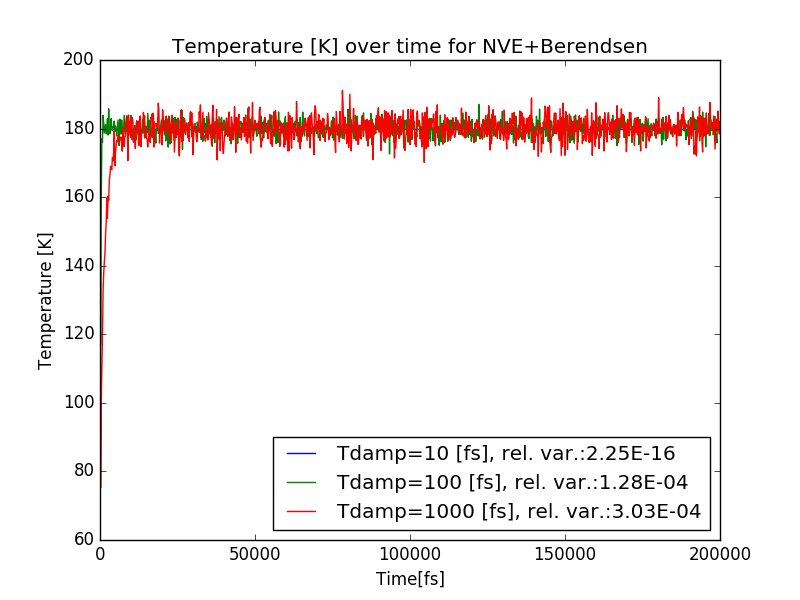 Temperature [K] over time for NVE+Berendsen
200
180
160
140
120
100
80
60
Temperature [K]
Tdamp=10 [fs], rel. var.:2.25E-16
Tdamp=100 [fs], rel. var.:1.28E-04
Tdamp=1000 [fs], rel. var.:3.03E-04
0 50000 100000 150000 200000
Time[fs]